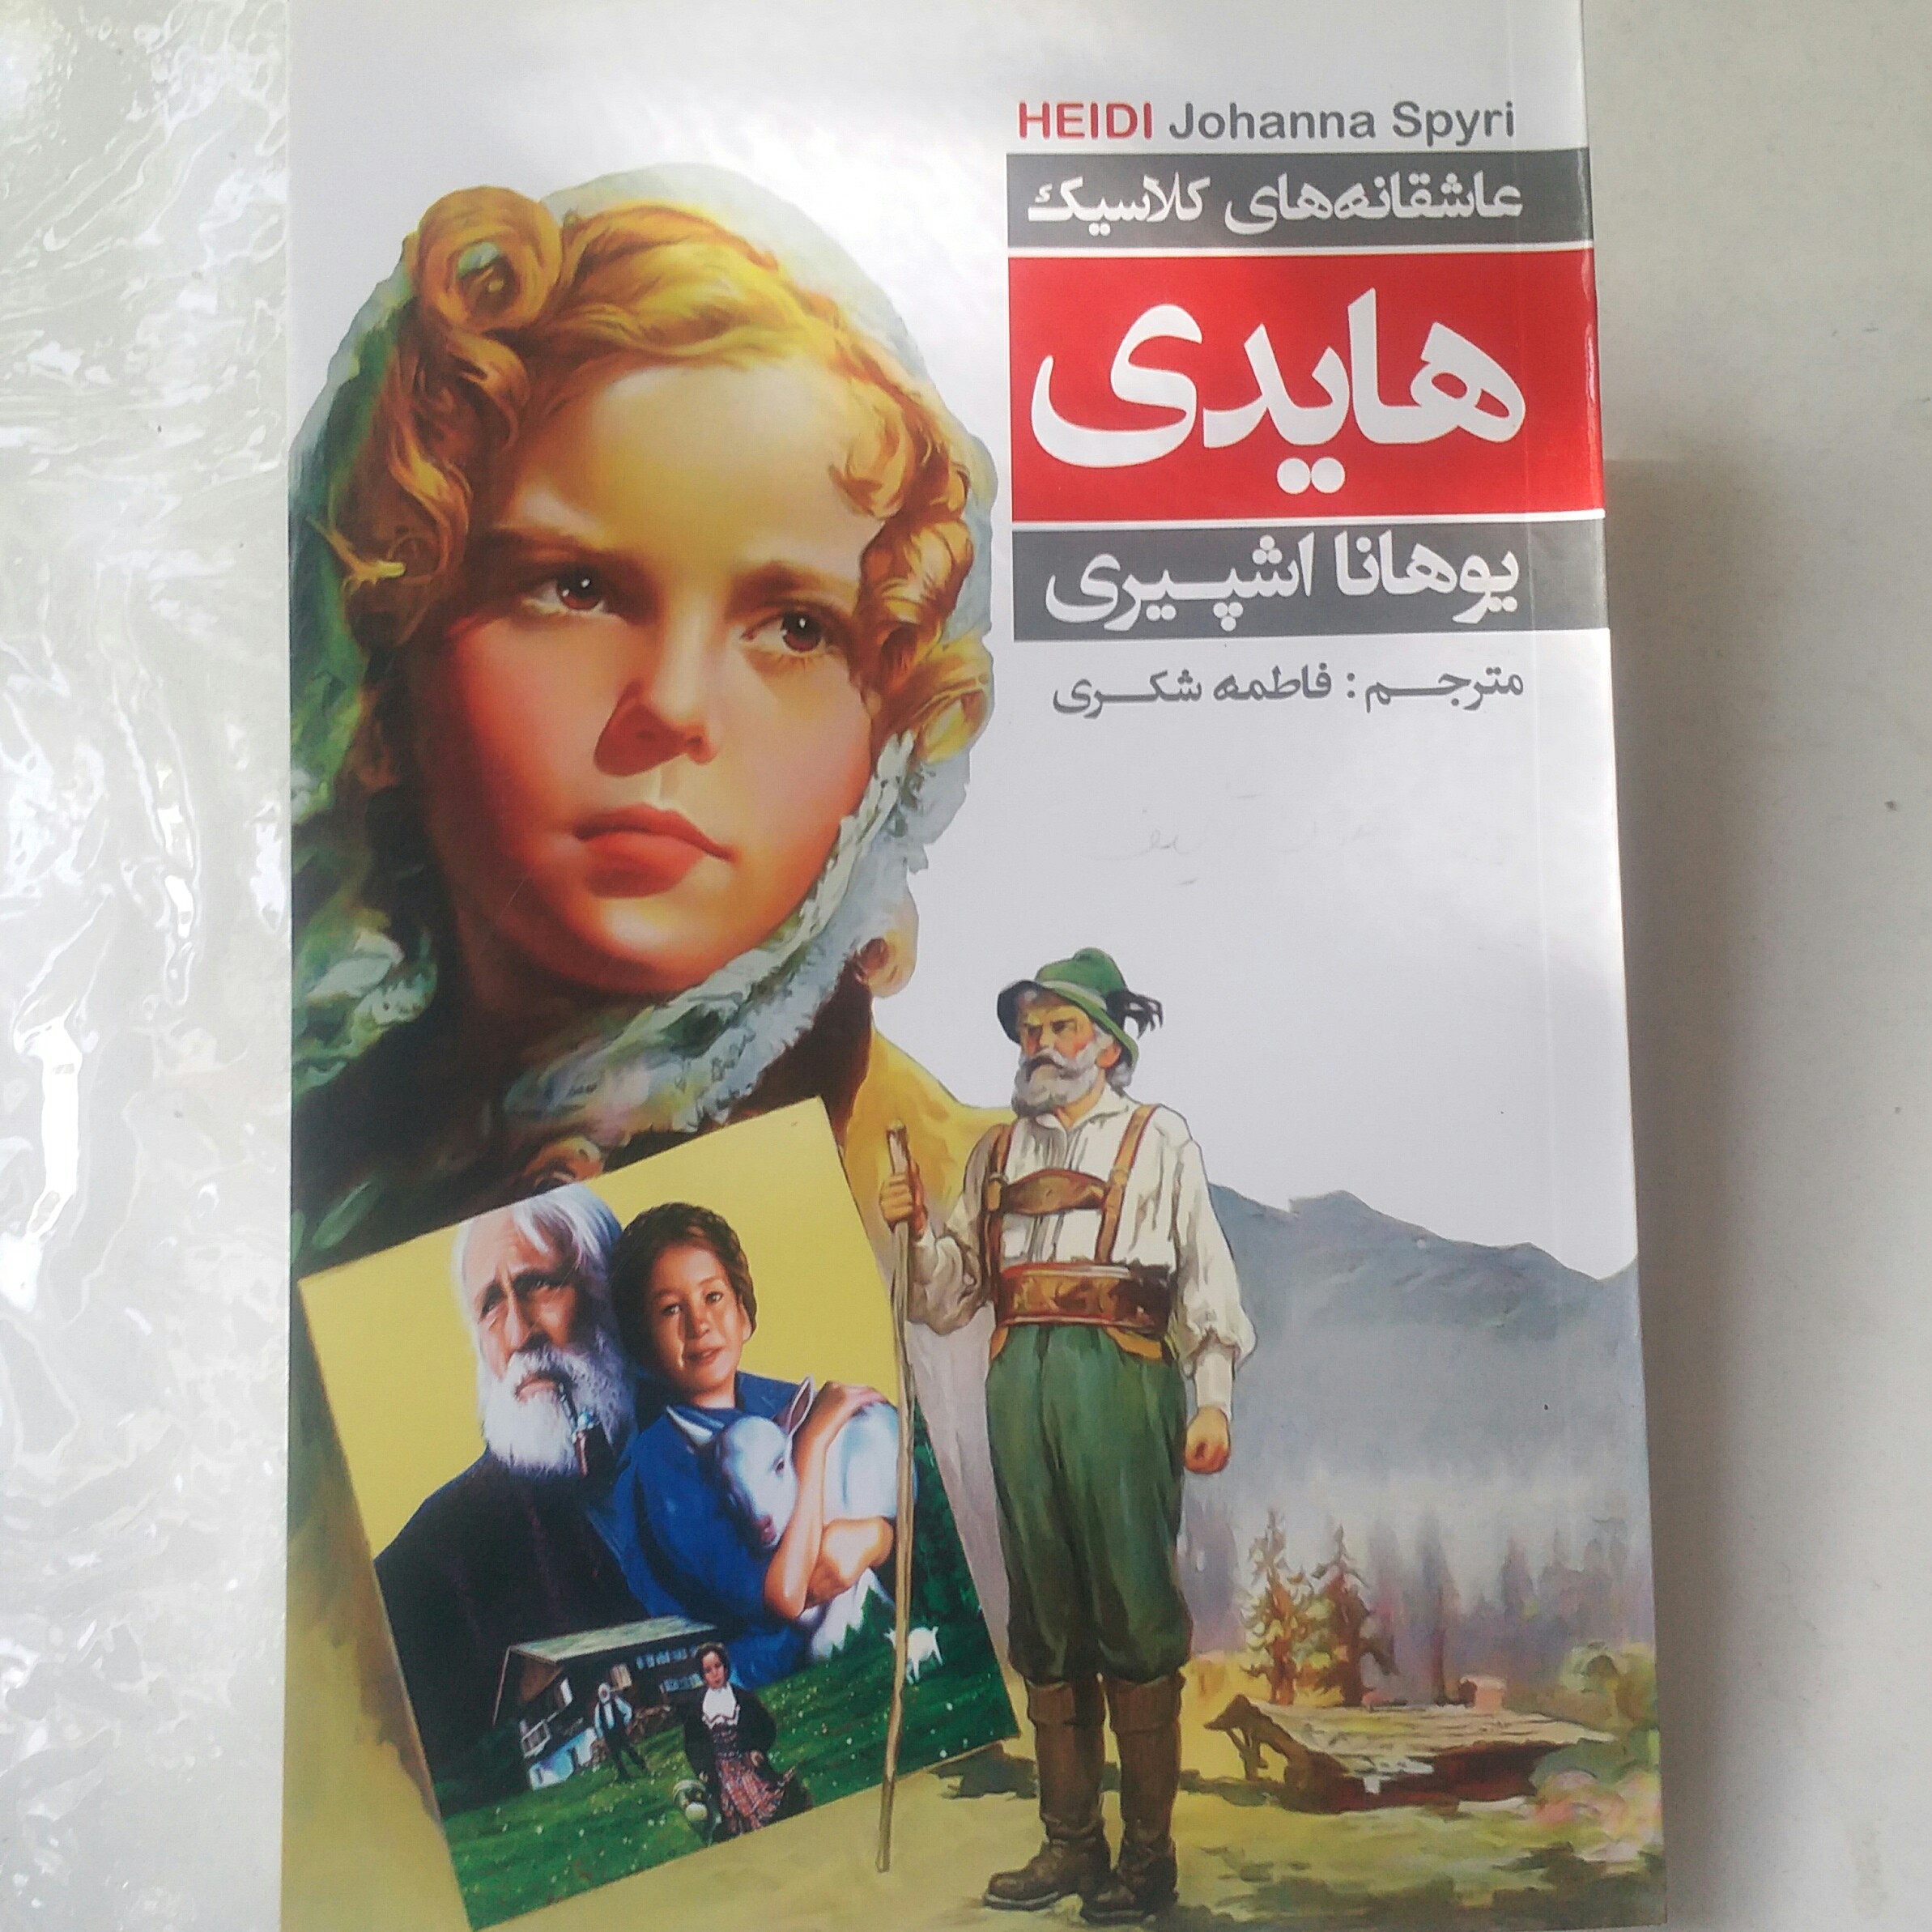 HEIDI Johanna Spyri
عاشقانه‌های کلاسیک
هایدی
یوهانا اشپیری
مترجم : فاطمه شکری